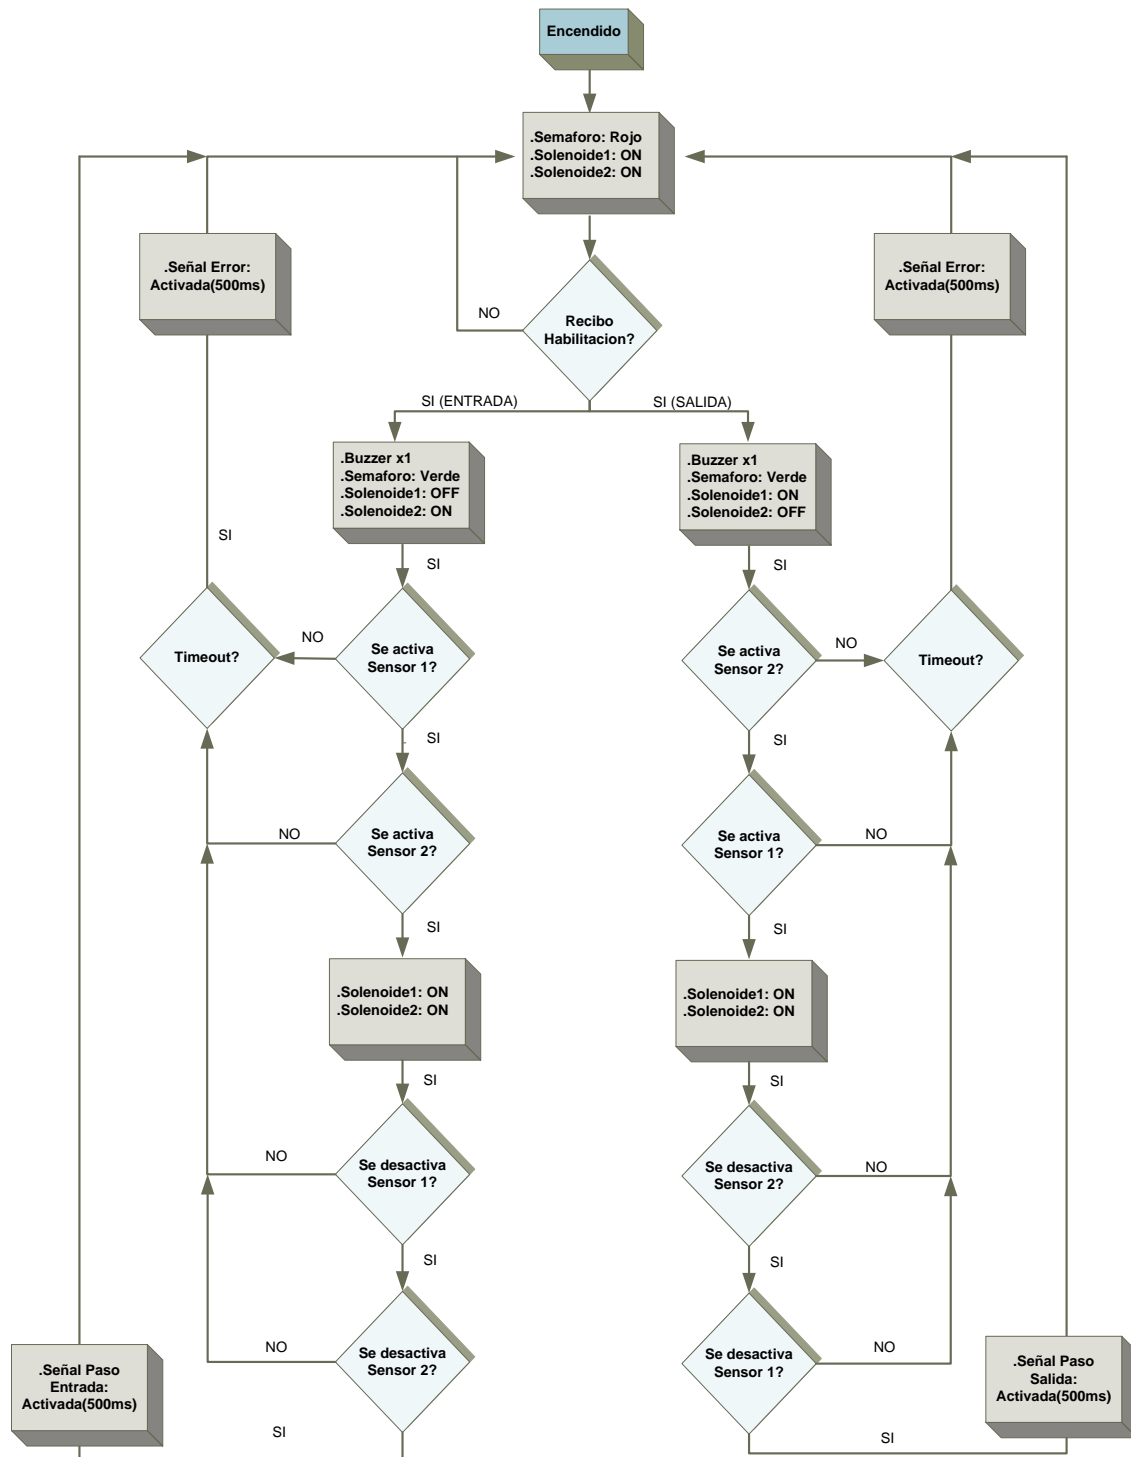 Encendido
.Semaforo: Rojo
.Solenoide1: ON
.Solenoide2: ON
.Señal Error:
Activada(500ms)
.Señal Error:
Activada(500ms)
NO
Recibo
Habilitacion?
SI (ENTRADA)
SI (SALIDA)
.Buzzer x1
.Semaforo: Verde
.Solenoide1: OFF
.Solenoide2: ON
.Buzzer x1
.Semaforo: Verde
.Solenoide1: ON
.Solenoide2: OFF
SI
SI
SI
Timeout?
NO
Se activa
Sensor 1?
Se activa
Sensor 2?
NO
Timeout?
SI
SI
NO
Se activa
Sensor 2?
Se activa
Sensor 1?
NO
SI
SI
.Solenoide1: ON
.Solenoide2: ON
.Solenoide1: ON
.Solenoide2: ON
SI
SI
NO
Se desactiva
Sensor 1?
Se desactiva
Sensor 2?
NO
SI
SI
NO
Se desactiva
Sensor 2?
Se desactiva
Sensor 1?
NO
.Señal Paso
Entrada:
Activada(500ms)
.Señal Paso
Salida:
Activada(500ms)
SI
SI